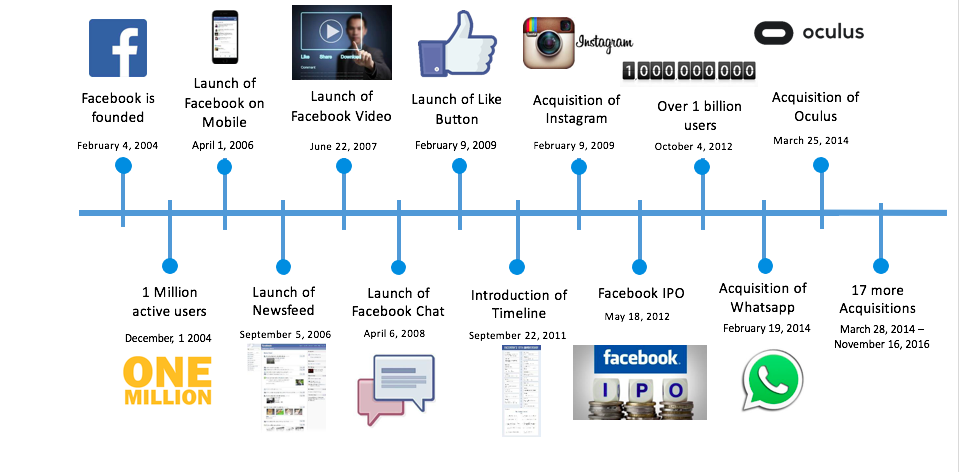 Like Share Download
Comment
Instagram
oculus
1000000000
Facebook is
founded
February 4, 2004
Launch of
Facebook on
Mobile
April 1, 2006
Launch of
Facebook Video
June 22, 2007
Launch of Like
Button
February 9, 2009
Acquisition of
Instagram
February 9, 2009
Over 1 billion
users
October 4, 2012
Acquisition of
Oculus
March 25, 2014
1 Million
active users
December, 1 2004
ONE
MILLION
Launch of
Newsfeed
September 5, 2006
Launch of
Facebook Chat
April 6, 2008
Introduction of
Timeline
September 22, 2011
Facebook IPO
May 18, 2012
facebook
I P O
Acquisition of
Whatsapp
February 19, 2014
17 more
Acquisitions
March 28, 2014 –
November 16, 2016